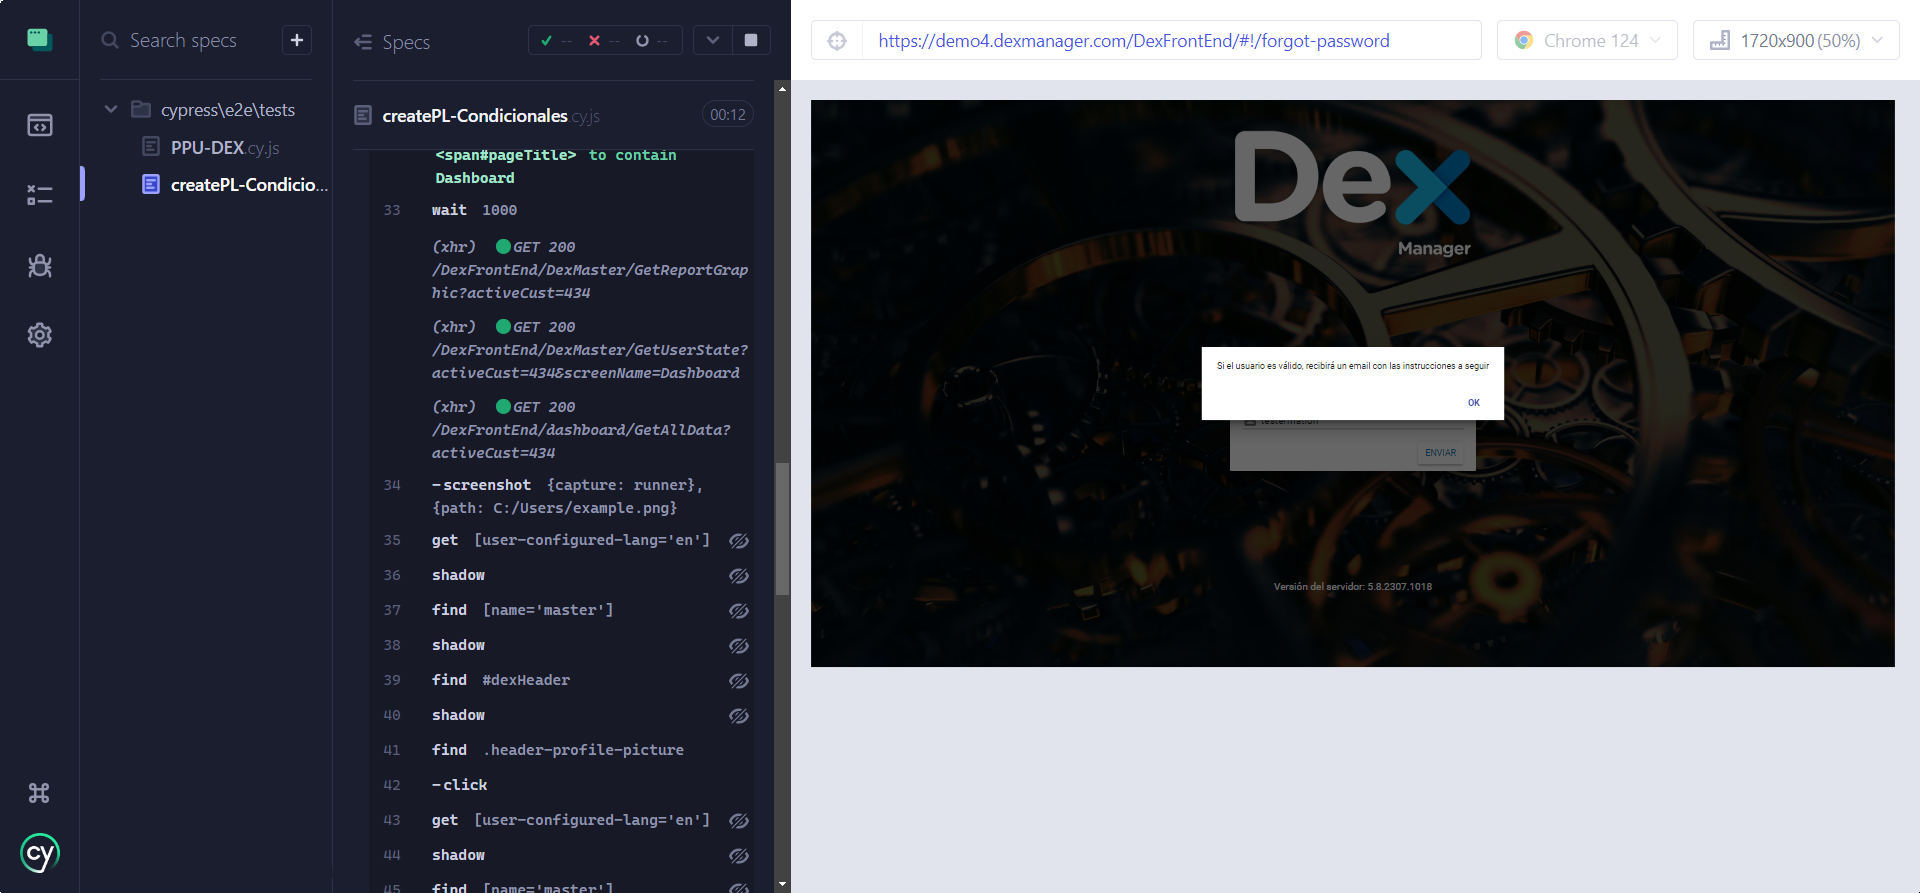 Search specs
+
cypress\e2e\tests
PPU-DEX.cy.js
createPL-Condicio...
cy
Specs
-- -- --
createPL-Condicionales.cy.js
00:12
<span#pageTitle> to contain
Dashboard
33 wait 1000
(xhr) GET 200
/DexFrontEnd/DexMaster/GetReportGrap
hic?activeCust=434
(xhr) GET 200
/DexFrontEnd/DexMaster/GetUserState?
activeCust=434&screenName=Dashboard
(xhr) GET 200
/DexFrontEnd/dashboard/GetAllData?
activeCust=434
34 -screenshot {capture: runner},
{path: C:/Users/example.png}
35 get [user-configured-lang='en']
36 shadow
37 find [name='master']
38 shadow
39 find #dexHeader
40 shadow
41 find .header-profile-picture
42 -click
43 get [user-configured-lang='en']
44 shadow
45 find [name='master']
https://demo4.dexmanager.com/DexFrontEnd/#!/forgot-password
Chrome 124
1720x900 (50%)
Dex
Manager
Si el usuario es válido, recibirá un email con las instrucciones a seguir
OK
testermation
ENVIAR
Versión del servidor: 5.8.2307.1018